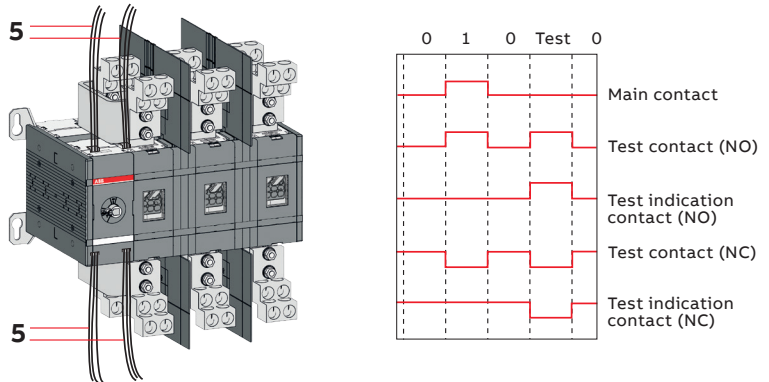 5
ABB
5
0 1 0 Test 0
Main contact
Test contact (NO)
Test indication
contact (NO)
Test contact (NC)
Test indication
contact (NC)